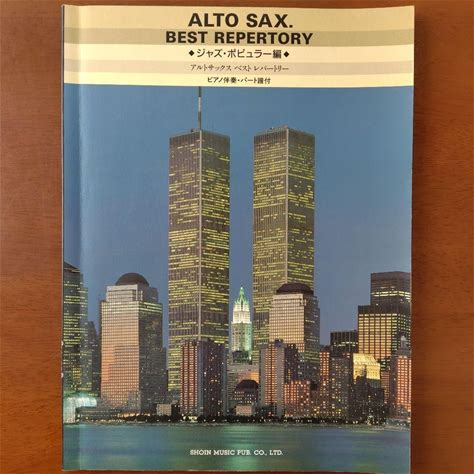 ALTO SAX.
BEST REPERTORY
◆ジャズ・ポピュラー編◆
アルトサックス ベスト レパートリー
ピアノ伴奏・パート譜付
SHOIN MUSIC PUB. CO., LTD.